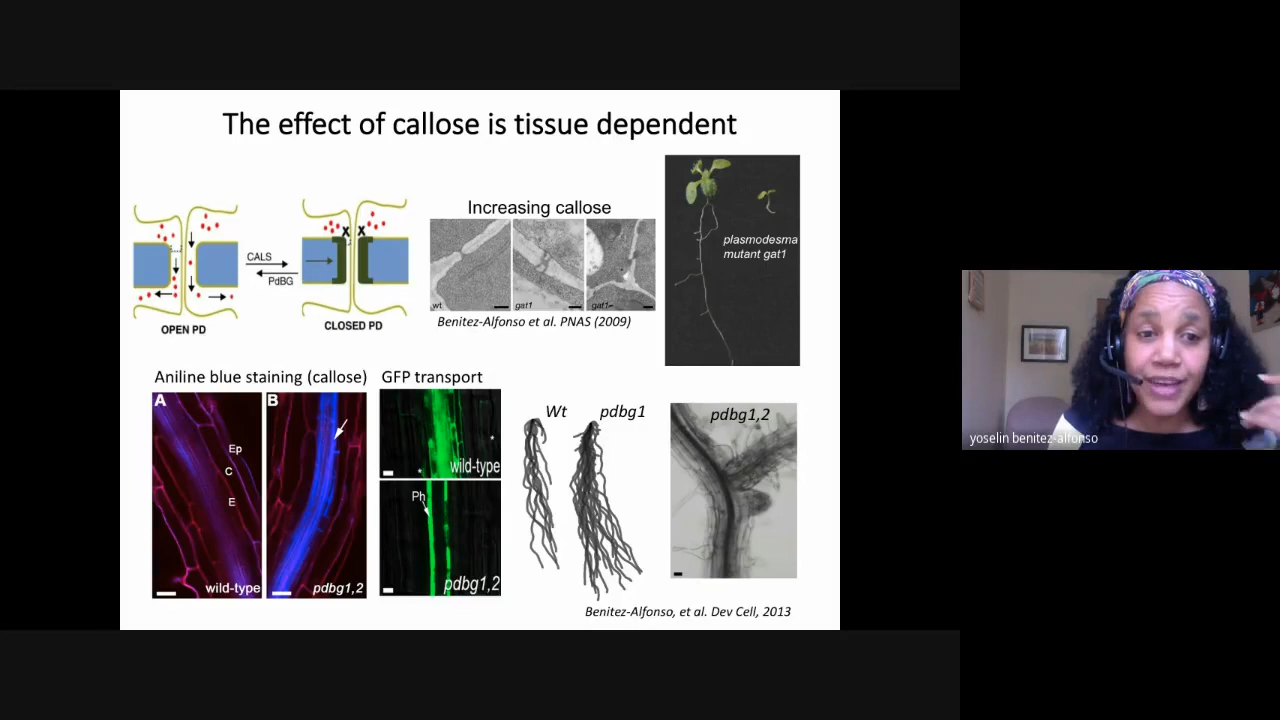 The effect of callose is tissue dependent
CALS
PdBG
OPEN PD
X X
CLOSED PD
Increasing callose
wt
gat1
gat1
Benitez-Alfonso et al. PNAS (2009)
plasmodesma
mutant gat1
Aniline blue staining (callose)
A
Ep
C
E
wild-type
B
pdbg1,2
GFP transport
wild-type
Ph
pdbg1,2
Wt
pdbg1
pdbg1,2
Benitez-Alfonso, et al. Dev Cell, 2013
yoselin benitez-alfonso